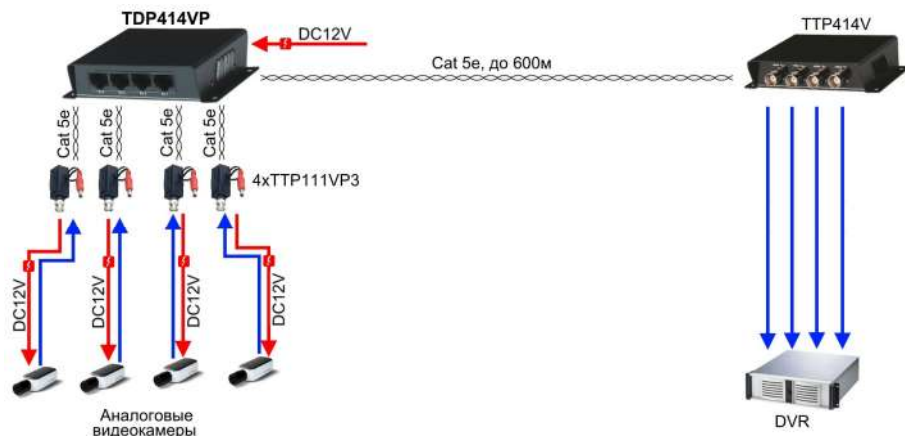 TDP414VP
TTP414V
DC12V
Cat 5e, до 600м
Cat 5e
Cat 5e
Cat 5e
Cat 5e
4xTTP111VP3
DC12V
DC12V
DC12V
DC12V
Аналоговые
видеокамеры
DVR